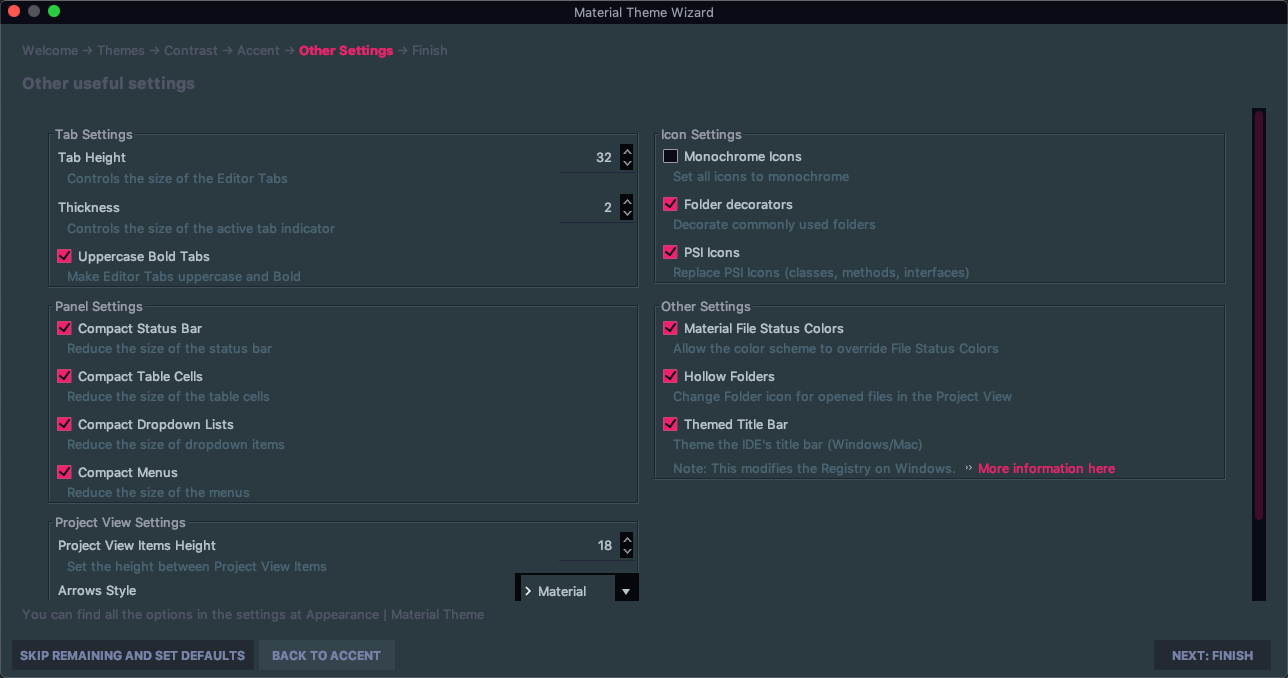 Material Theme Wizard
Welcome → Themes → Contrast → Accent → Other Settings → Finish
Other useful settings
Tab Settings
Tab Height 32
Controls the size of the Editor Tabs
Thickness 2
Controls the size of the active tab indicator
Uppercase Bold Tabs
Make Editor Tabs uppercase and Bold
Panel Settings
Compact Status Bar
Reduce the size of the status bar
Compact Table Cells
Reduce the size of the table cells
Compact Dropdown Lists
Reduce the size of dropdown items
Compact Menus
Reduce the size of the menus
Project View Settings
Project View Items Height 18
Set the height between Project View Items
Arrows Style Material
Icon Settings
Monochrome Icons
Set all icons to monochrome
Folder decorators
Decorate commonly used folders
PSI Icons
Replace PSI Icons (classes, methods, interfaces)
Other Settings
Material File Status Colors
Allow the color scheme to override File Status Colors
Hollow Folders
Change Folder icon for opened files in the Project View
Themed Title Bar
Theme the IDE's title bar (Windows/Mac)
Note: This modifies the Registry on Windows. ›› More information here
You can find all the options in the settings at Appearance | Material Theme
SKIP REMAINING AND SET DEFAULTS BACK TO ACCENT NEXT: FINISH